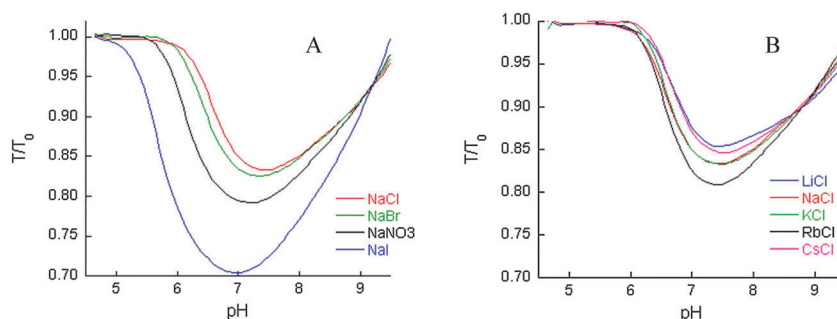 A
1.00
0.95
0.90
0.85
0.80
0.75
0.70
T/T0
5
6
7
8
9
pH
NaCl
NaBr
NaNO3
NaI
B
1.00
0.95
0.90
0.85
0.80
0.75
0.70
T/T0
5
6
7
8
9
pH
LiCl
NaCl
KCl
RbCl
CsCl